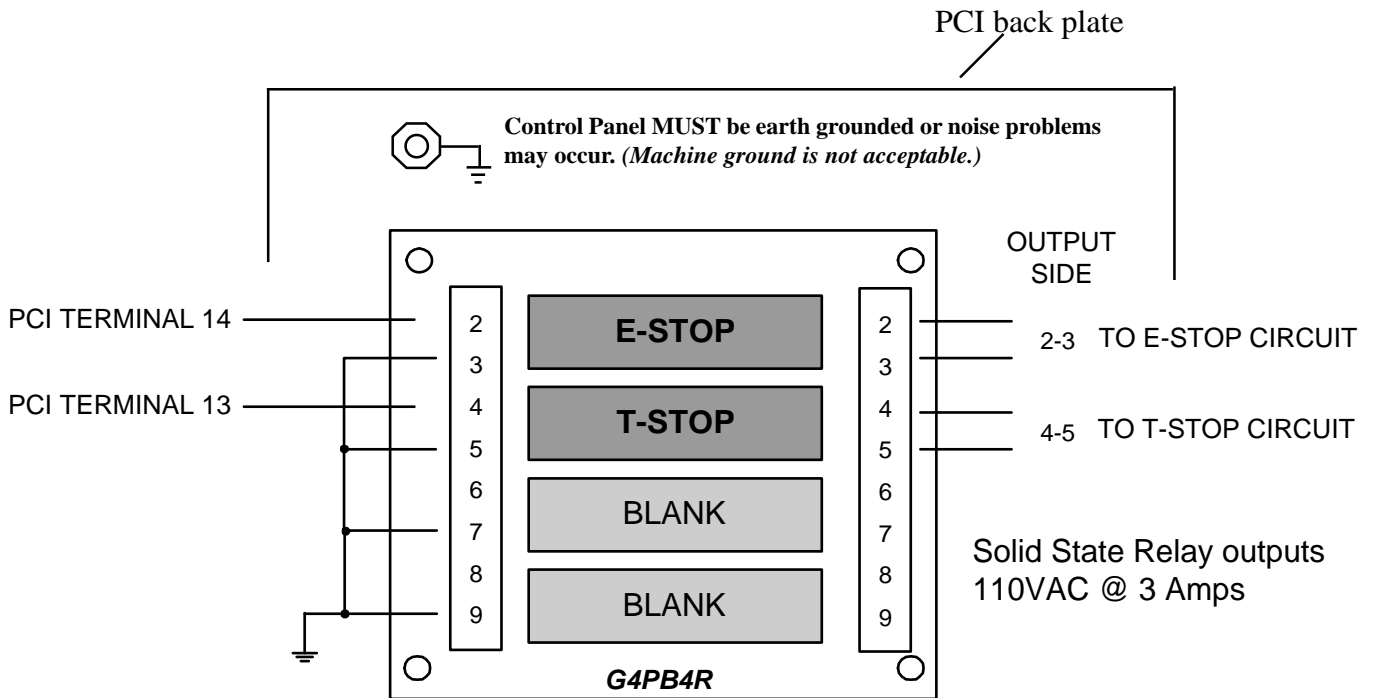 PCI back plate
Control Panel MUST be earth grounded or noise problems
may occur. (Machine ground is not acceptable.)
OUTPUT
SIDE
PCI TERMINAL 14
PCI TERMINAL 13
2
3
4
5
6
7
8
9
E-STOP
T-STOP
BLANK
BLANK
G4PB4R
2
3
4
5
6
7
8
9
2-3 TO E-STOP CIRCUIT
4-5 TO T-STOP CIRCUIT
Solid State Relay outputs
110VAC @ 3 Amps